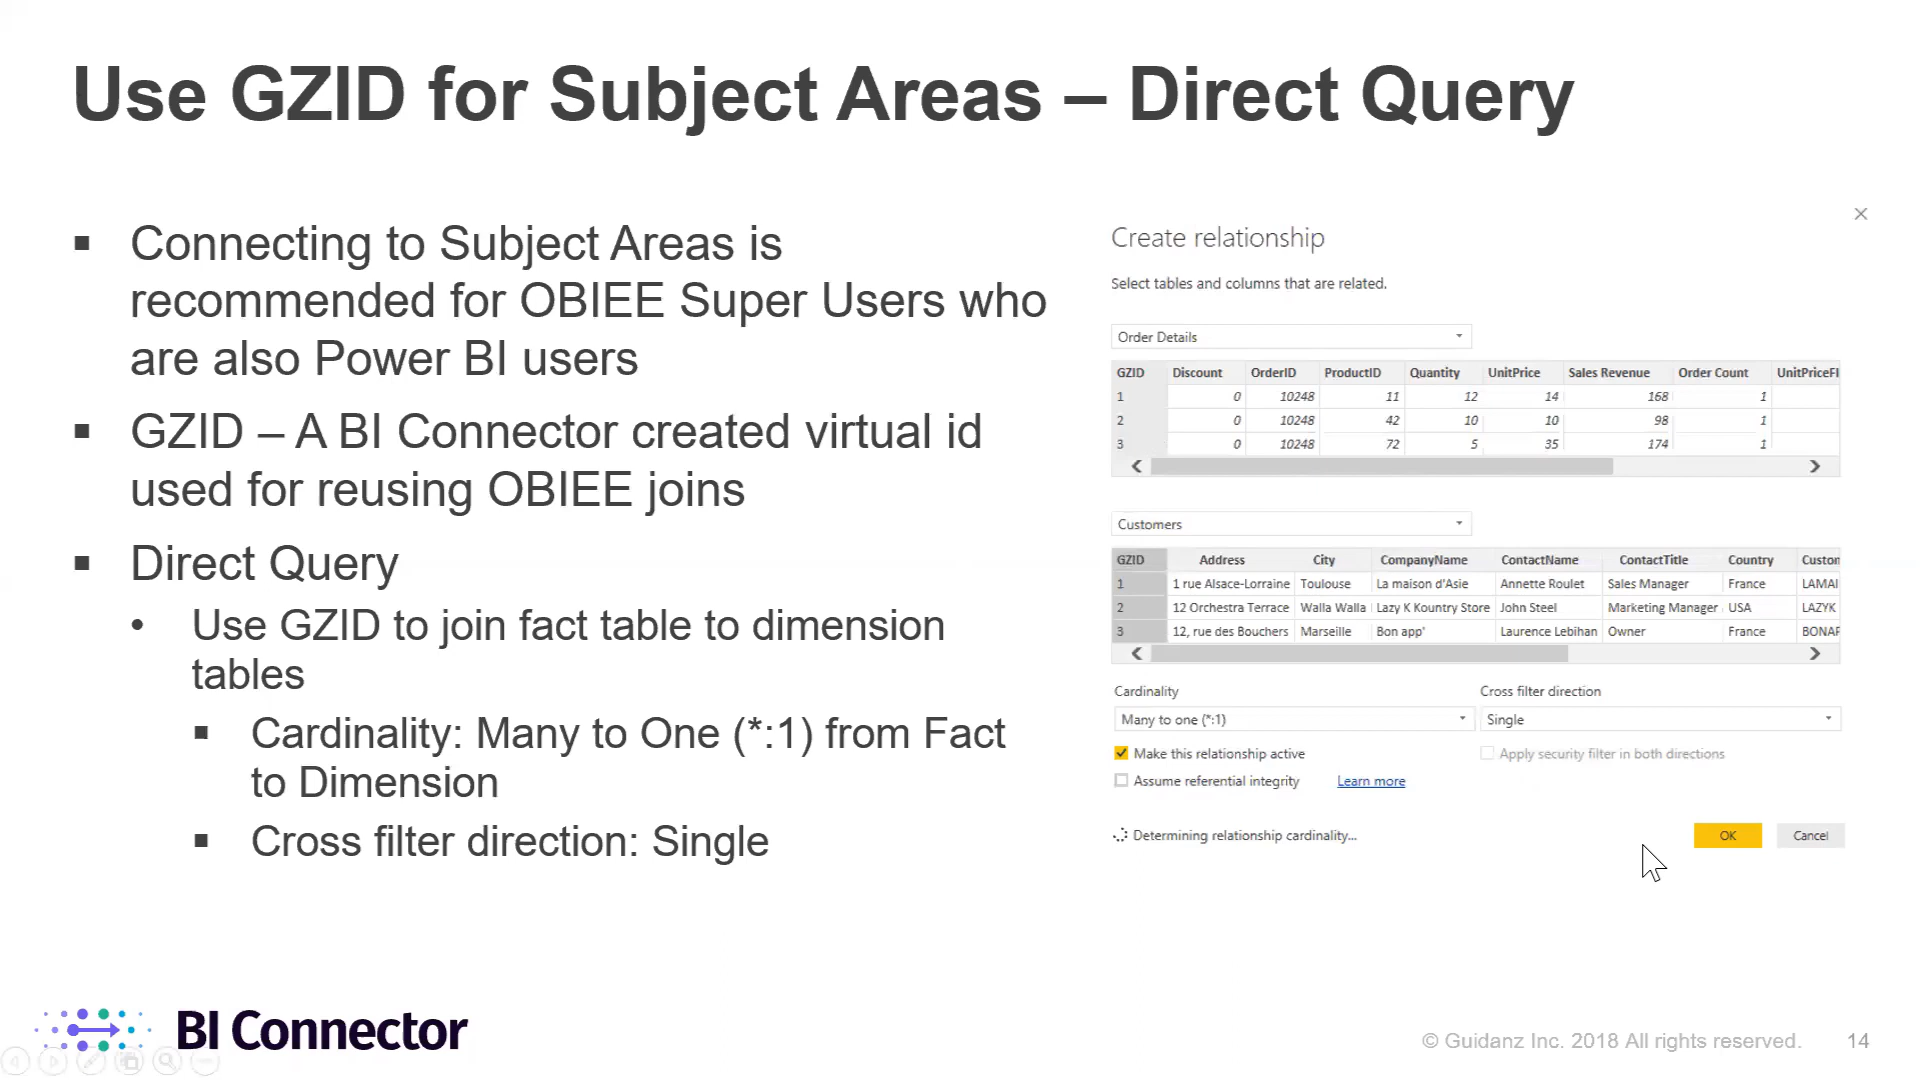 Use GZID for Subject Areas – Direct Query
Connecting to Subject Areas is
recommended for OBIEE Super Users who
are also Power BI users
GZID – A BI Connector created virtual id
used for reusing OBIEE joins
Direct Query
Use GZID to join fact table to dimension
tables
Cardinality: Many to One (*:1) from Fact
to Dimension
Cross filter direction: Single
Create relationship
Select tables and columns that are related.
Order Details
GZID Discount OrderID ProductID Quantity UnitPrice Sales Revenue Order Count UnitPriceFl
1 0 10248 11 12 14 168 1
2 0 10248 42 10 10 98 1
3 0 10248 72 5 35 174 1
Customers
GZID Address City CompanyName ContactName ContactTitle Country Custon
1 1 rue Alsace-Lorraine Toulouse La maison d'Asie Annette Roulet Sales Manager France LAMAI
2 12 Orchestra Terrace Walla Walla Lazy K Kountry Store John Steel Marketing Manager USA LAZYK
3 12, rue des Bouchers Marseille Bon app' Laurence Lebihan Owner France BONAP
Cardinality Cross filter direction
Many to one (*:1) Single
Make this relationship active Apply security filter in both directions
Assume referential integrity Learn more
Determining relationship cardinality... OK Cancel
BI Connector
© Guidanz Inc. 2018 All rights reserved. 14